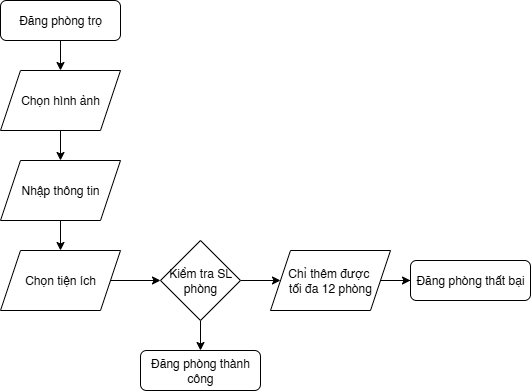 Đăng phòng trọ
Chọn hình ảnh
Nhập thông tin
Chọn tiện ích
Kiểm tra SL
phòng
Chỉ thêm được
tối đa 12 phòng
Đăng phòng thất bại
Đăng phòng thành
công